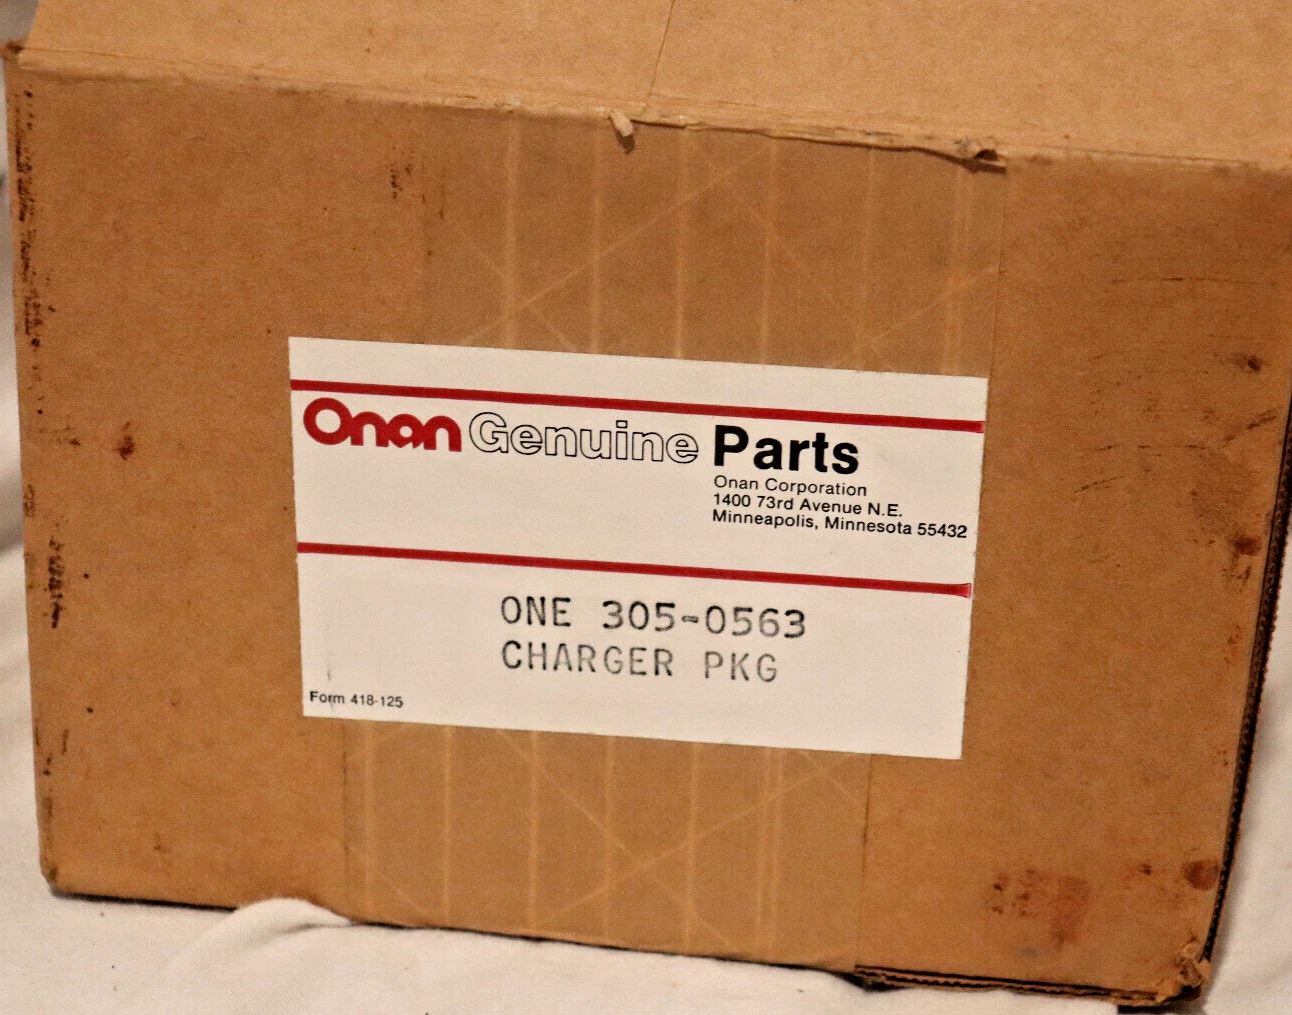 Onan Genuine Parts
Onan Corporation
1400 73rd Avenue N.E.
Minneapolis, Minnesota 55432
ONE 305-0563
CHARGER PKG
Form 418-125